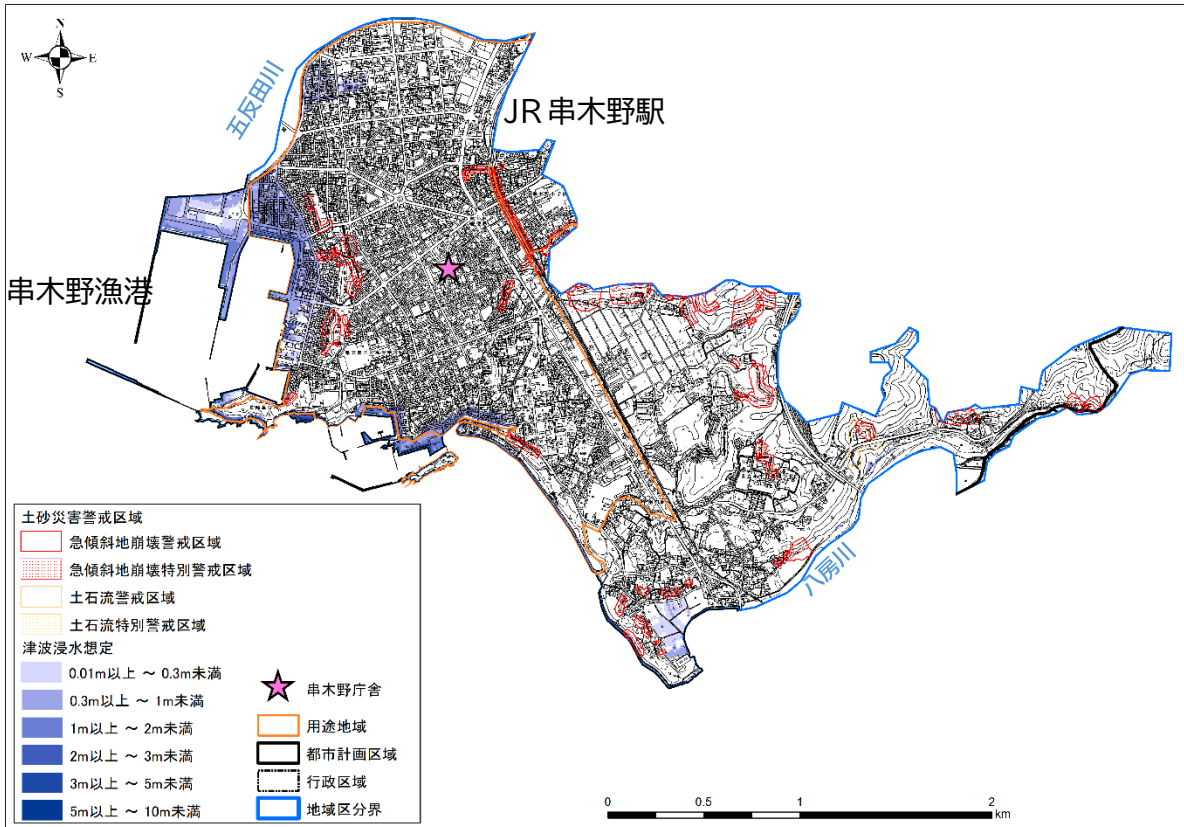 N
W E
S
五反田川
JR 串木野駅
串木野漁港
八房川
土砂災害警戒区域
急傾斜地崩壊警戒区域
急傾斜地崩壊特別警戒区域
土石流警戒区域
土石流特別警戒区域
津波浸水想定
0.01m以上 ~ 0.3m未満
0.3m以上 ~ 1m未満
1m以上 ~ 2m未満
2m以上 ~ 3m未満
3m以上 ~ 5m未満
5m以上 ~ 10m未満
串木野庁舎
用途地域
都市計画区域
行政区域
地域区分界
0 0.5 1 2
km